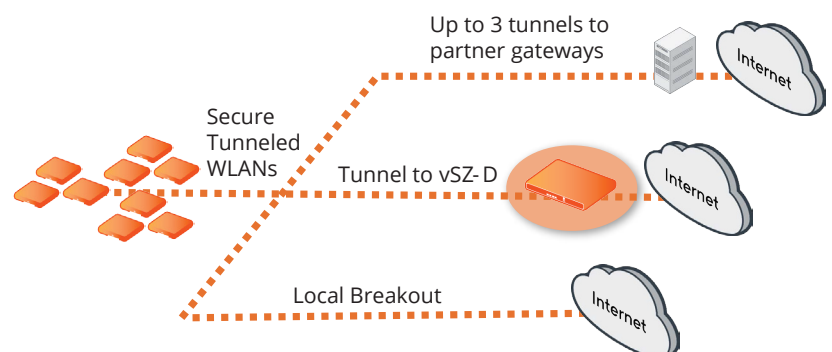 Up to 3 tunnels to
partner gateways
Internet
Secure
Tunneled
WLANs
Tunnel to vSZ-D
Internet
Local Breakout
Internet